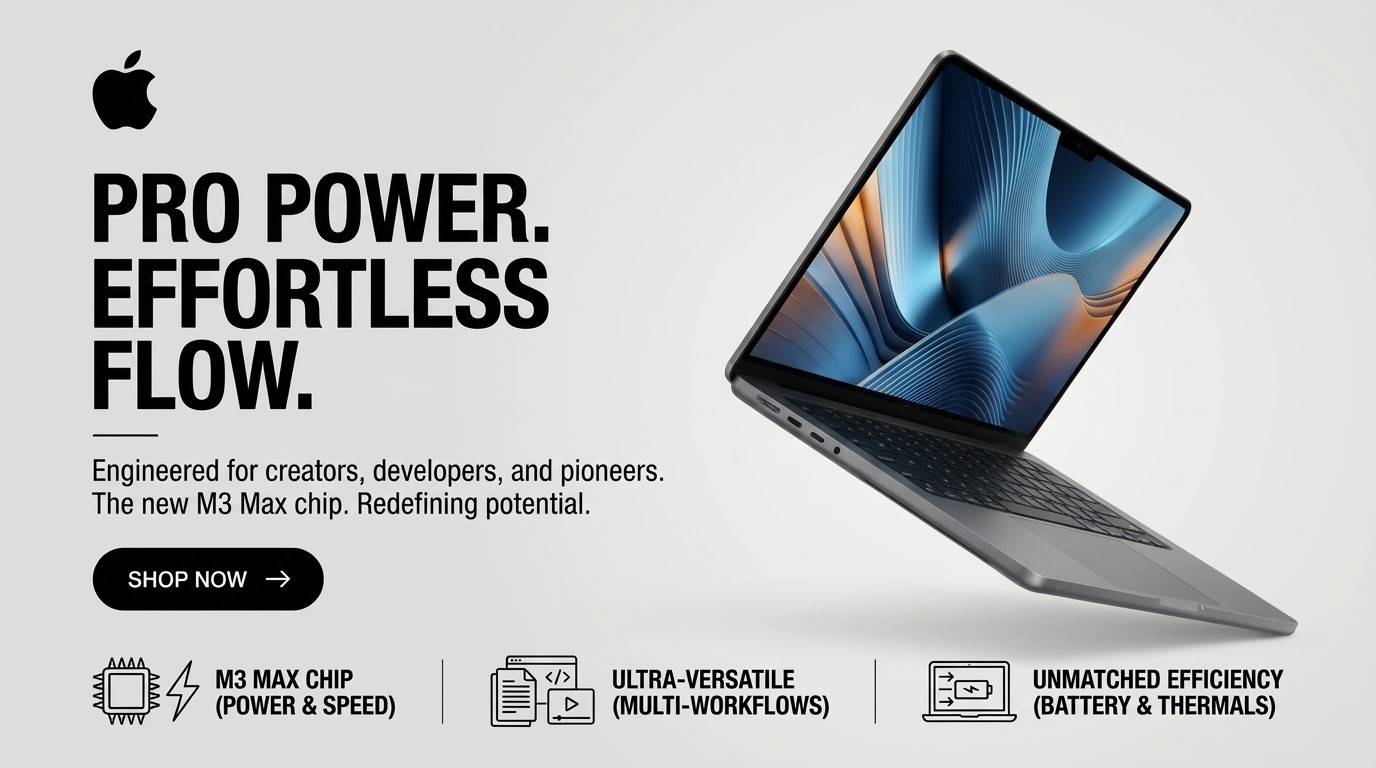 PRO POWER.
EFFORTLESS
FLOW.
Engineered for creators, developers, and pioneers.
The new M3 Max chip. Redefining potential.
SHOP NOW →
M3 MAX CHIP
(POWER & SPEED)
</>
ULTRA-VERSATILE
(MULTI-WORKFLOWS)
UNMATCHED EFFICIENCY
(BATTERY & THERMALS)